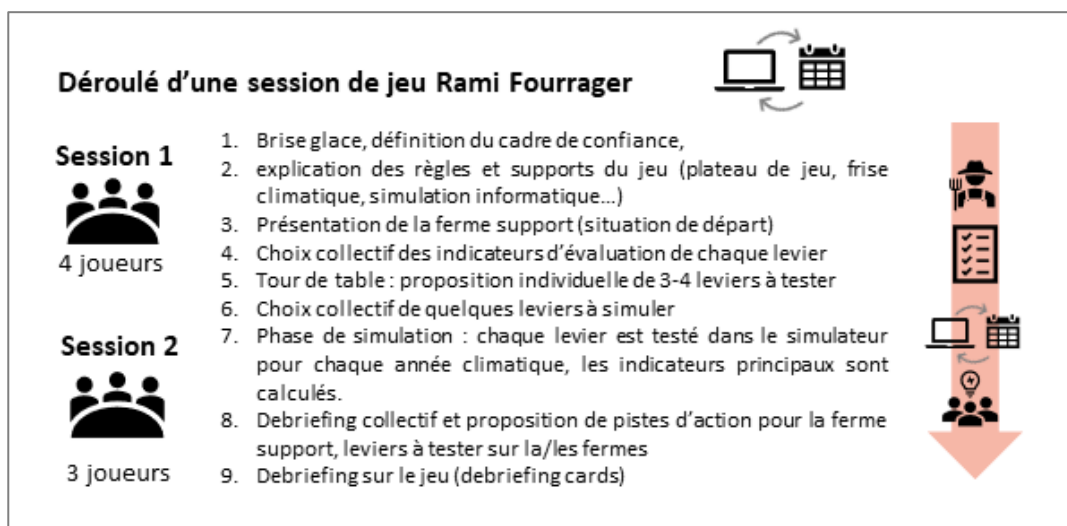 Déroulé d'une session de jeu Rami Fourrager
Session 1
4 joueurs
Session 2
3 joueurs
1. Brise glace, définition du cadre de confiance,
2. explication des règles et supports du jeu (plateau de jeu, frise
climatique, simulation informatique...)
3. Présentation de la ferme support (situation de départ)
4. Choix collectif des indicateurs d'évaluation de chaque levier
5. Tour de table : proposition individuelle de 3-4 leviers à tester
6. Choix collectif de quelques leviers à simuler
7. Phase de simulation : chaque levier est testé dans le simulateur
pour chaque année climatique, les indicateurs principaux sont
calculés.
8. Debriefing collectif et proposition de pistes d'action pour la ferme
support, leviers à tester sur la/les fermes
9. Debriefing sur le jeu (debriefing cards)